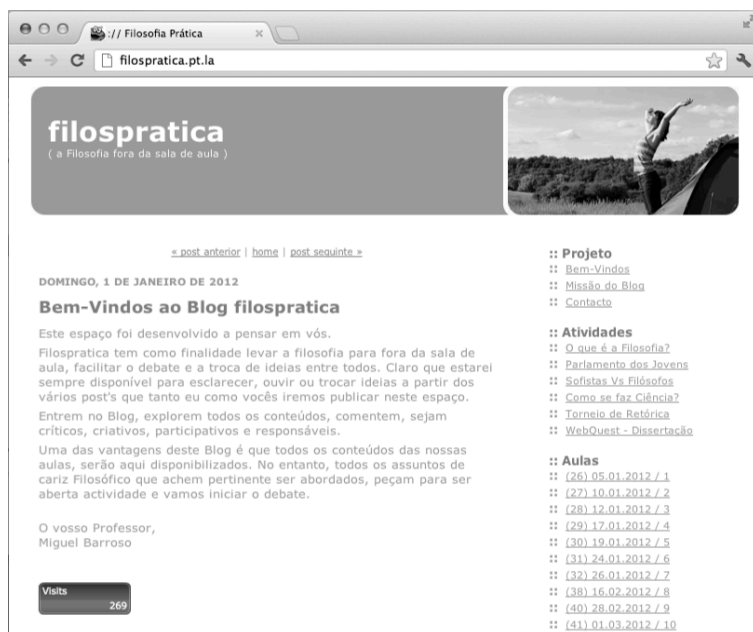 :// Filosofia Prática
filospratica.pt.la
filospratica
( a Filosofia fora da sala de aula )
« post anterior | home | post seguinte »
DOMINGO, 1 DE JANEIRO DE 2012
Bem-Vindos ao Blog filospratica
Este espaço foi desenvolvido a pensar em vós.
Filospratica tem como finalidade levar a filosofia para fora da sala de
aula, facilitar o debate e a troca de ideias entre todos. Claro que estarei
sempre disponível para esclarecer, ouvir ou trocar ideias a partir dos
vários post's que tanto eu como vocês iremos publicar neste espaço.
Entrem no Blog, explorem todos os conteúdos, comentem, sejam
críticos, criativos, participativos e responsáveis.
Uma das vantagens deste Blog é que todos os conteúdos das nossas
aulas, serão aqui disponibilizados. No entanto, todos os assuntos de
cariz Filosófico que achem pertinente ser abordados, peçam para ser
aberta actividade e vamos iniciar o debate.
O vosso Professor,
Miguel Barroso
Visits
269
:: Projeto
:: Bem-Vindos
:: Missão do Blog
:: Contacto
:: Atividades
:: O que é a Filosofia?
:: Parlamento dos Jovens
:: Sofistas Vs Filósofos
:: Como se faz Ciência?
:: Torneio de Retórica
:: WebQuest - Dissertação
:: Aulas
:: (26) 05.01.2012 / 1
:: (27) 10.01.2012 / 2
:: (28) 12.01.2012 / 3
:: (29) 17.01.2012 / 4
:: (30) 19.01.2012 / 5
:: (31) 24.01.2012 / 6
:: (32) 26.01.2012 / 7
:: (38) 16.02.2012 / 8
:: (40) 28.02.2012 / 9
:: (41) 01.03.2012 / 10